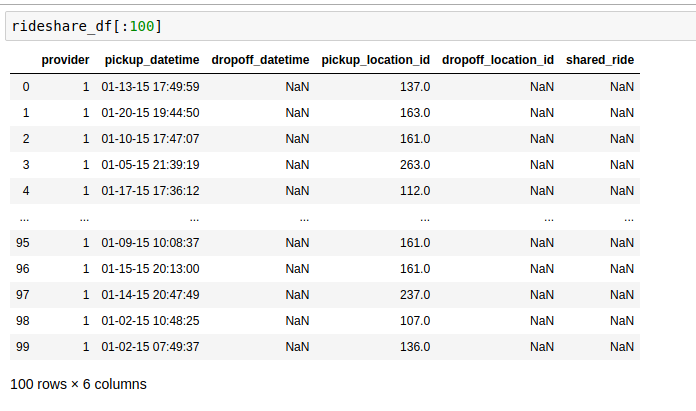 rideshare_df[:100]
provider pickup_datetime dropoff_datetime pickup_location_id dropoff_location_id shared_ride
0 1 01-13-15 17:49:59 NaN 137.0 NaN NaN
1 1 01-20-15 19:44:50 NaN 163.0 NaN NaN
2 1 01-10-15 17:47:07 NaN 161.0 NaN NaN
3 1 01-05-15 21:39:19 NaN 263.0 NaN NaN
4 1 01-17-15 17:36:12 NaN 112.0 NaN NaN
... ... ... ... ... ... ...
95 1 01-09-15 10:08:37 NaN 161.0 NaN NaN
96 1 01-15-15 20:13:00 NaN 161.0 NaN NaN
97 1 01-14-15 20:47:49 NaN 237.0 NaN NaN
98 1 01-02-15 10:48:25 NaN 107.0 NaN NaN
99 1 01-02-15 07:49:37 NaN 136.0 NaN NaN
100 rows × 6 columns